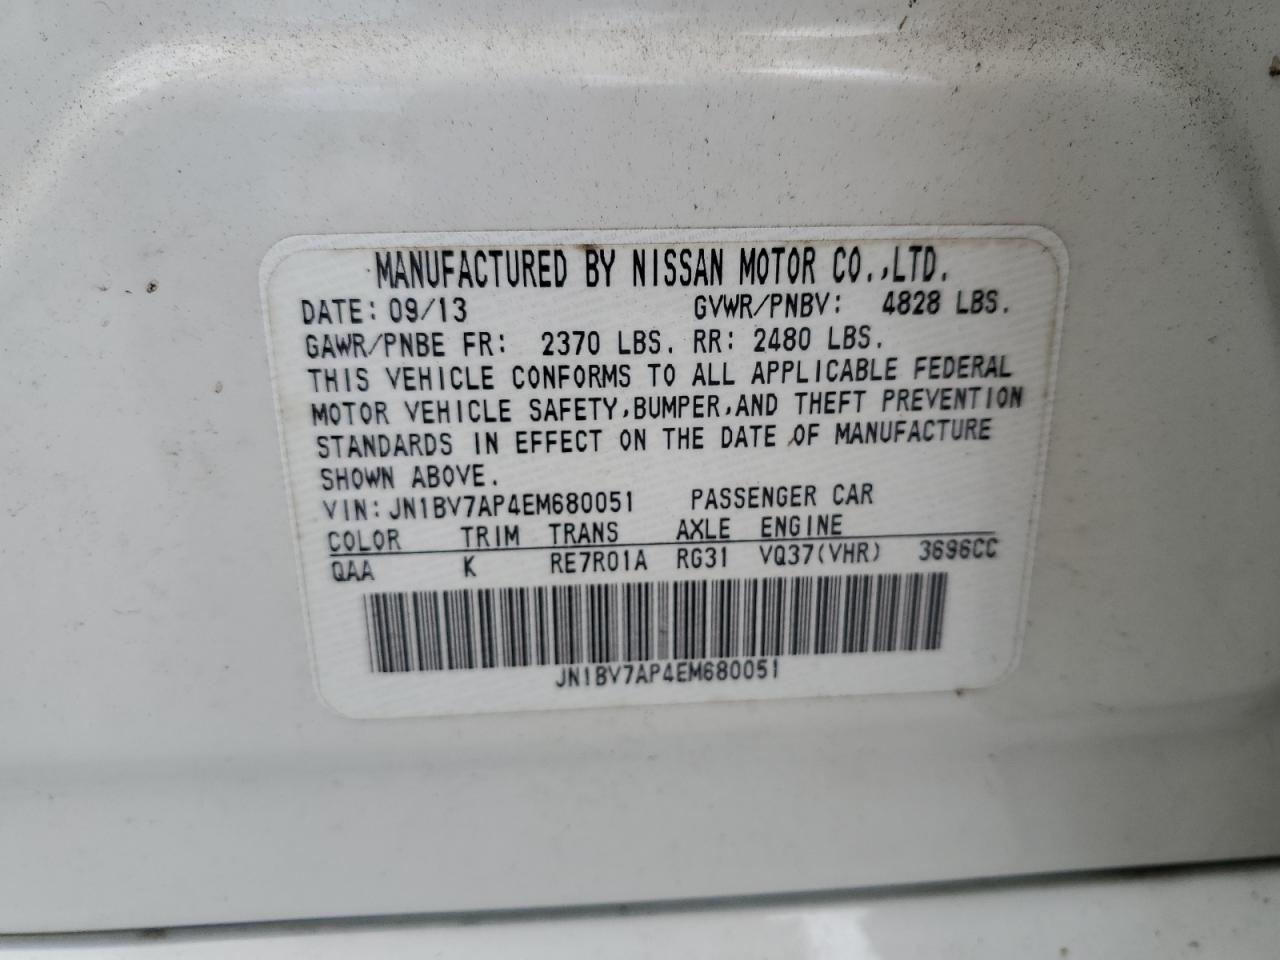 MANUFACTURED BY NISSAN MOTOR CO.,LTD.
DATE: 09/13 GVWR/PNBV: 4828 LBS.
GAWR/PNBE FR: 2370 LBS. RR: 2480 LBS.
THIS VEHICLE CONFORMS TO ALL APPLICABLE FEDERAL
MOTOR VEHICLE SAFETY,BUMPER,AND THEFT PREVENTION
STANDARDS IN EFFECT ON THE DATE OF MANUFACTURE
SHOWN ABOVE.
VIN: JN1BV7AP4EM680051 PASSENGER CAR
COLOR TRIM TRANS AXLE ENGINE
QAA K RE7R01A RG31 VQ37(VHR) 3696CC
JN1BV7AP4EM680051